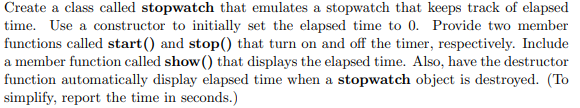 Create a class called stopwatch that emulates a stopwatch that keeps track of elapsed
time. Use a constructor to initially set the elapsed time to 0. Provide two member
functions called start() and stop() that turn on and off the timer, respectively. Include
a member function called show() that displays the elapsed time. Also, have the destructor
function automatically display elapsed time when a stopwatch object is destroyed. (To
simplify, report the time in seconds.)